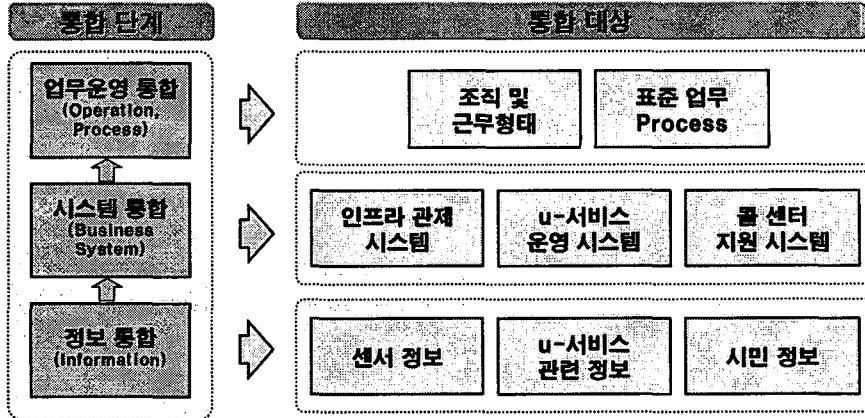 통합 단계
통합 대상
업무운영 통합
(Operation,
Process)
조직 및
근무형태
표준 업무
Process
시스템 통합
(Business
System)
인프라 관제
시스템
u-서비스
운영 시스템
콜 센터
지원 시스템
정보 통합
(Information)
센서 정보
u-서비스
관련 정보
시민 정보